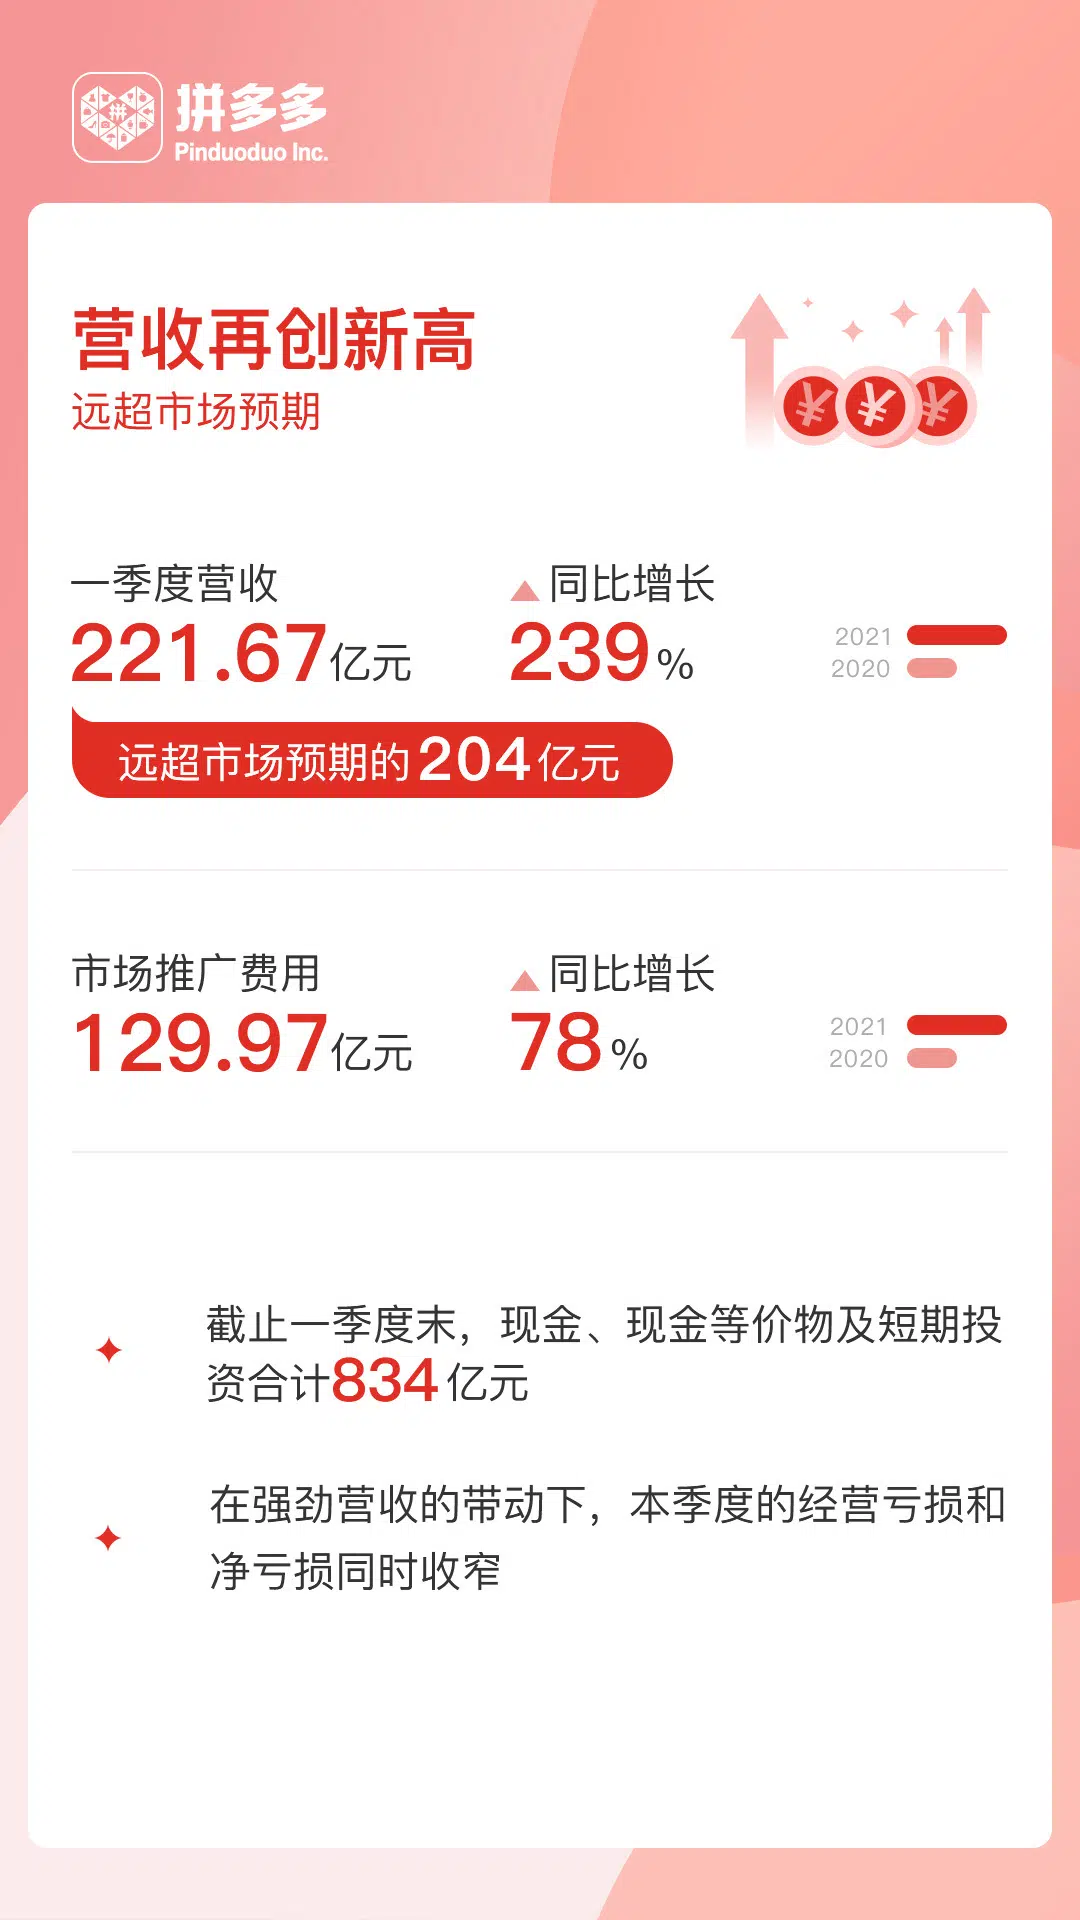 拼多多
Pinduoduo Inc.
营收再创新高
远超市场预期
一季度营收
同比增长
221.67亿元
239%
2021
2020
远超市场预期的204亿元
市场推广费用
同比增长
129.97亿元
78%
2021
2020
截止一季度末，现金、现金等价物及短期投
资合计834亿元
在强劲营收的带动下，本季度的经营亏损和
净亏损同时收窄